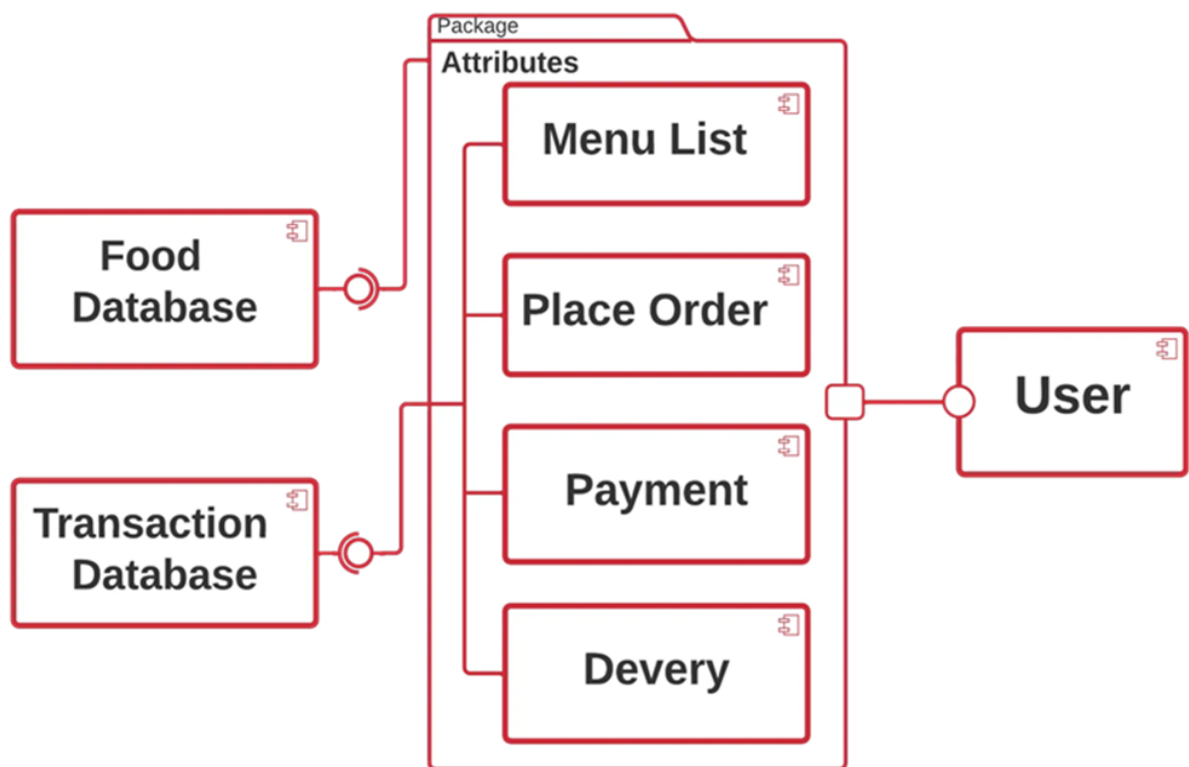 Package
Attributes
Menu List
Food
Database
Place Order
User
Payment
Transaction
Database
Devery